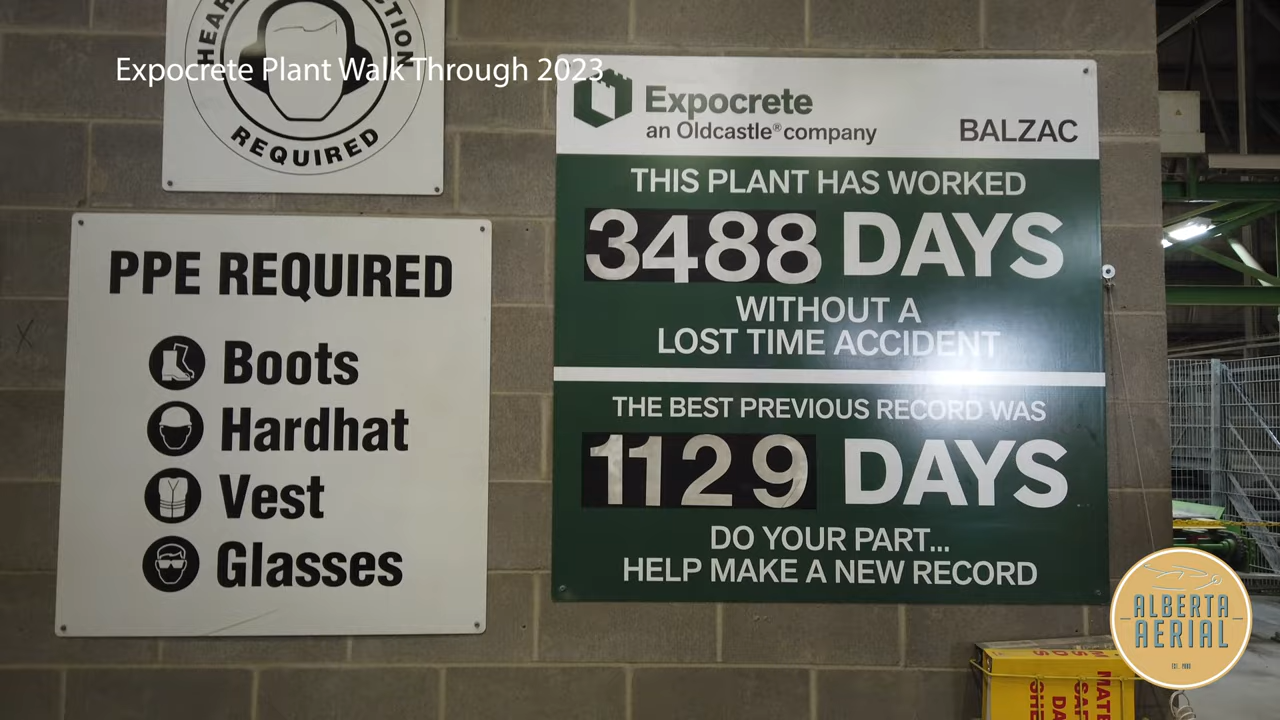 HEAR
CTION
REQUIRED
Expocrete Plant Walk Through 2023
PPE REQUIRED
Boots
Hardhat
Vest
Glasses
Expocrete
an Oldcastle® company
BALZAC
THIS PLANT HAS WORKED
3488 DAYS
WITHOUT A
LOST TIME ACCIDENT
THE BEST PREVIOUS RECORD WAS
1129 DAYS
DO YOUR PART...
HELP MAKE A NEW RECORD
ALBERTA
AERIAL